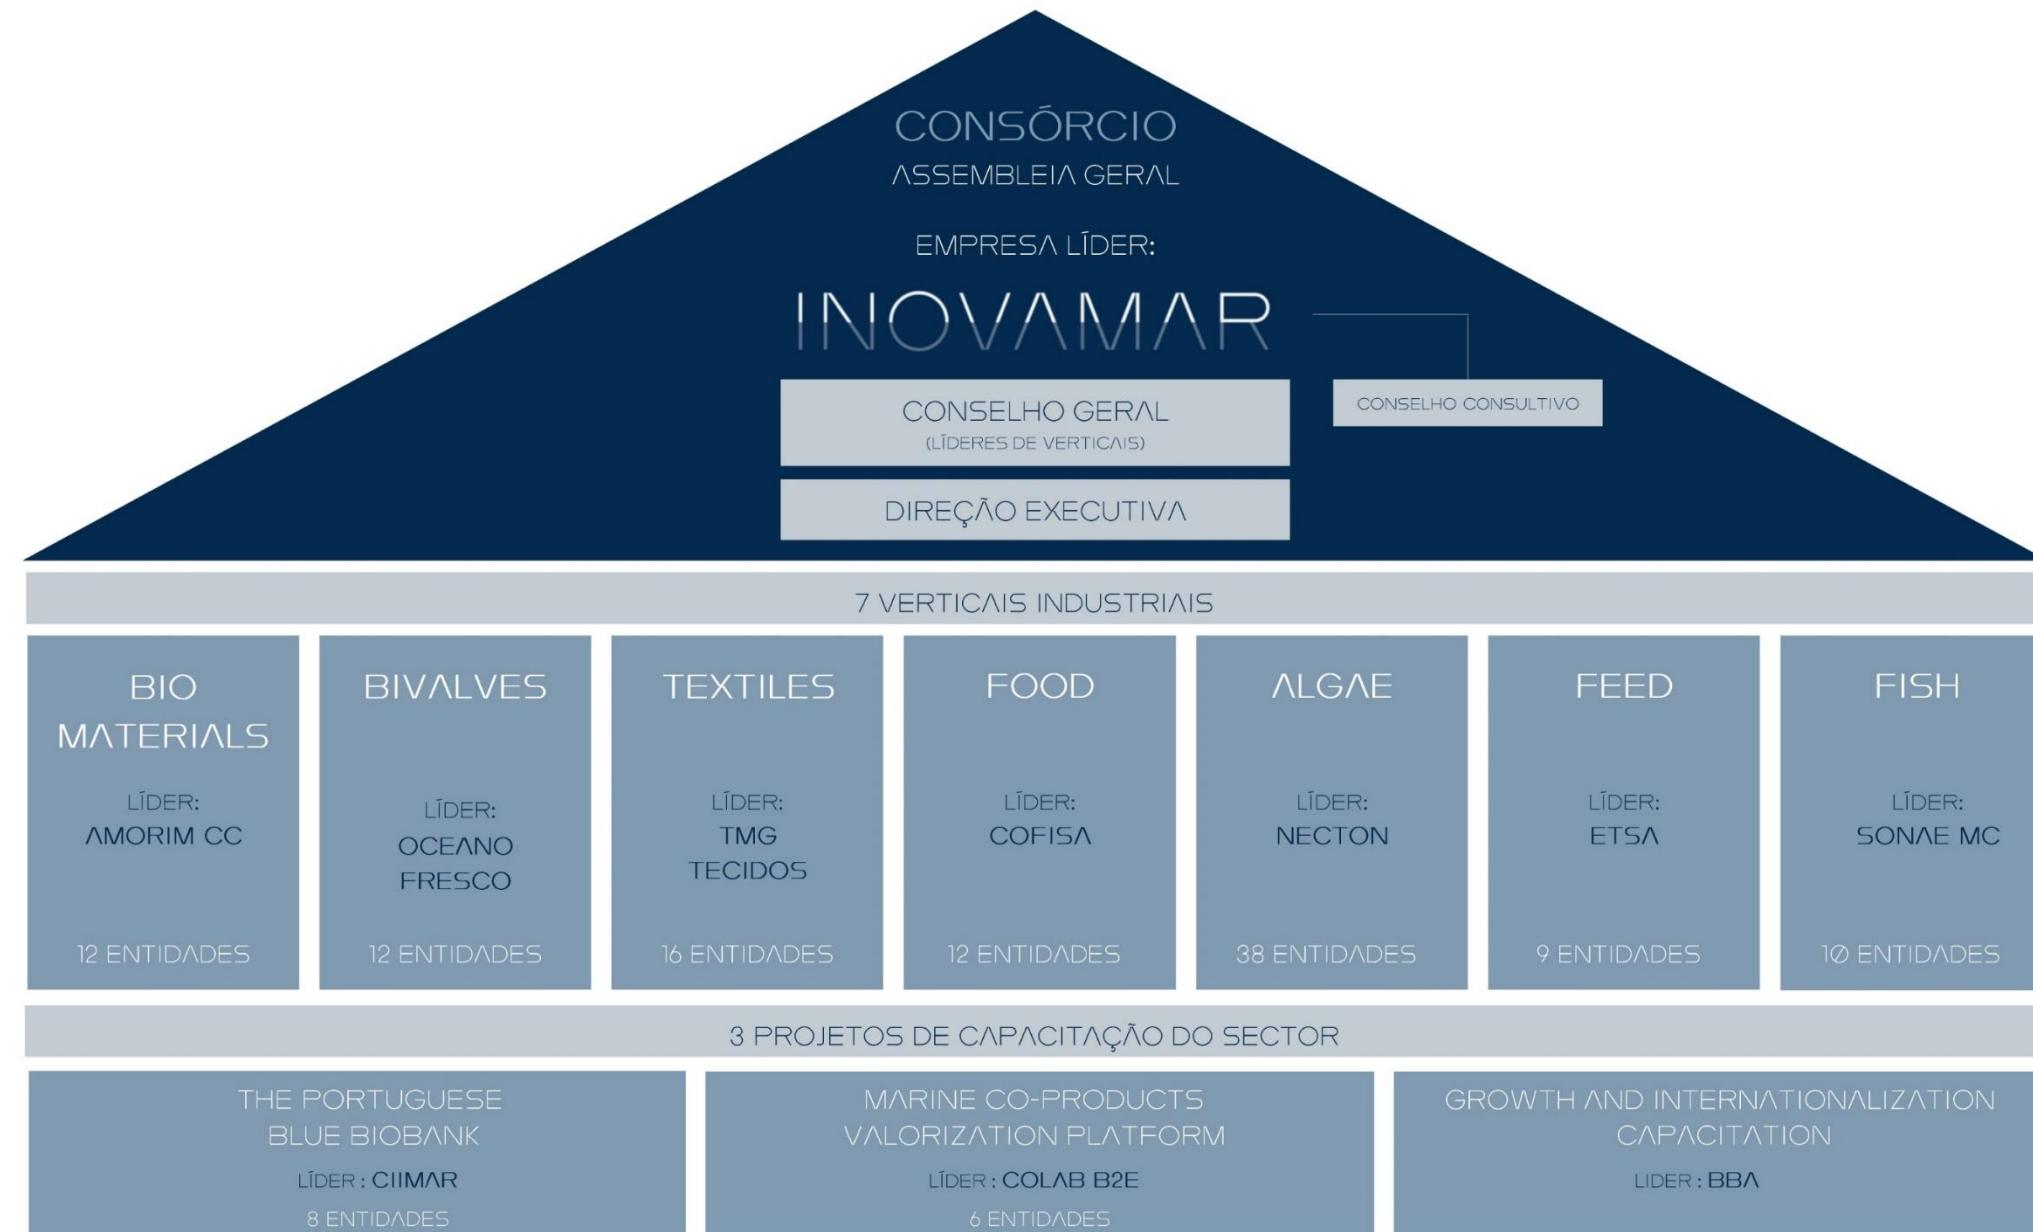 CONSÓRCIO
ASSEMBLEIA GERAL
EMPRESA LÍDER:
INOVAMAR
CONSELHO GERAL
(LÍDERES DE VERTICAIS)
CONSELHO CONSULTIVO
DIREÇÃO EXECUTIVA
7 VERTICAIS INDUSTRIAIS
BIO
MATERIALS
LÍDER:
AMORIM CC
12 ENTIDADES
BIVALVES
LÍDER:
OCEANO
FRESCO
12 ENTIDADES
TEXTILES
LÍDER:
TMG
TECIDOS
16 ENTIDADES
FOOD
LÍDER:
COFISA
12 ENTIDADES
ALGAE
LÍDER:
NECTON
38 ENTIDADES
FEED
LÍDER:
ETSA
9 ENTIDADES
FISH
LÍDER:
SONAE MC
10 ENTIDADES
3 PROJETOS DE CAPACITAÇÃO DO SECTOR
THE PORTUGUESE
BLUE BIOBANK
LÍDER : CIIMAR
8 ENTIDADES
MARINE CO-PRODUCTS
VALORIZATION PLATFORM
LÍDER : COLAB B2E
6 ENTIDADES
GROWTH AND INTERNATIONALIZATION
CAPACITATION
LIDER : BBA